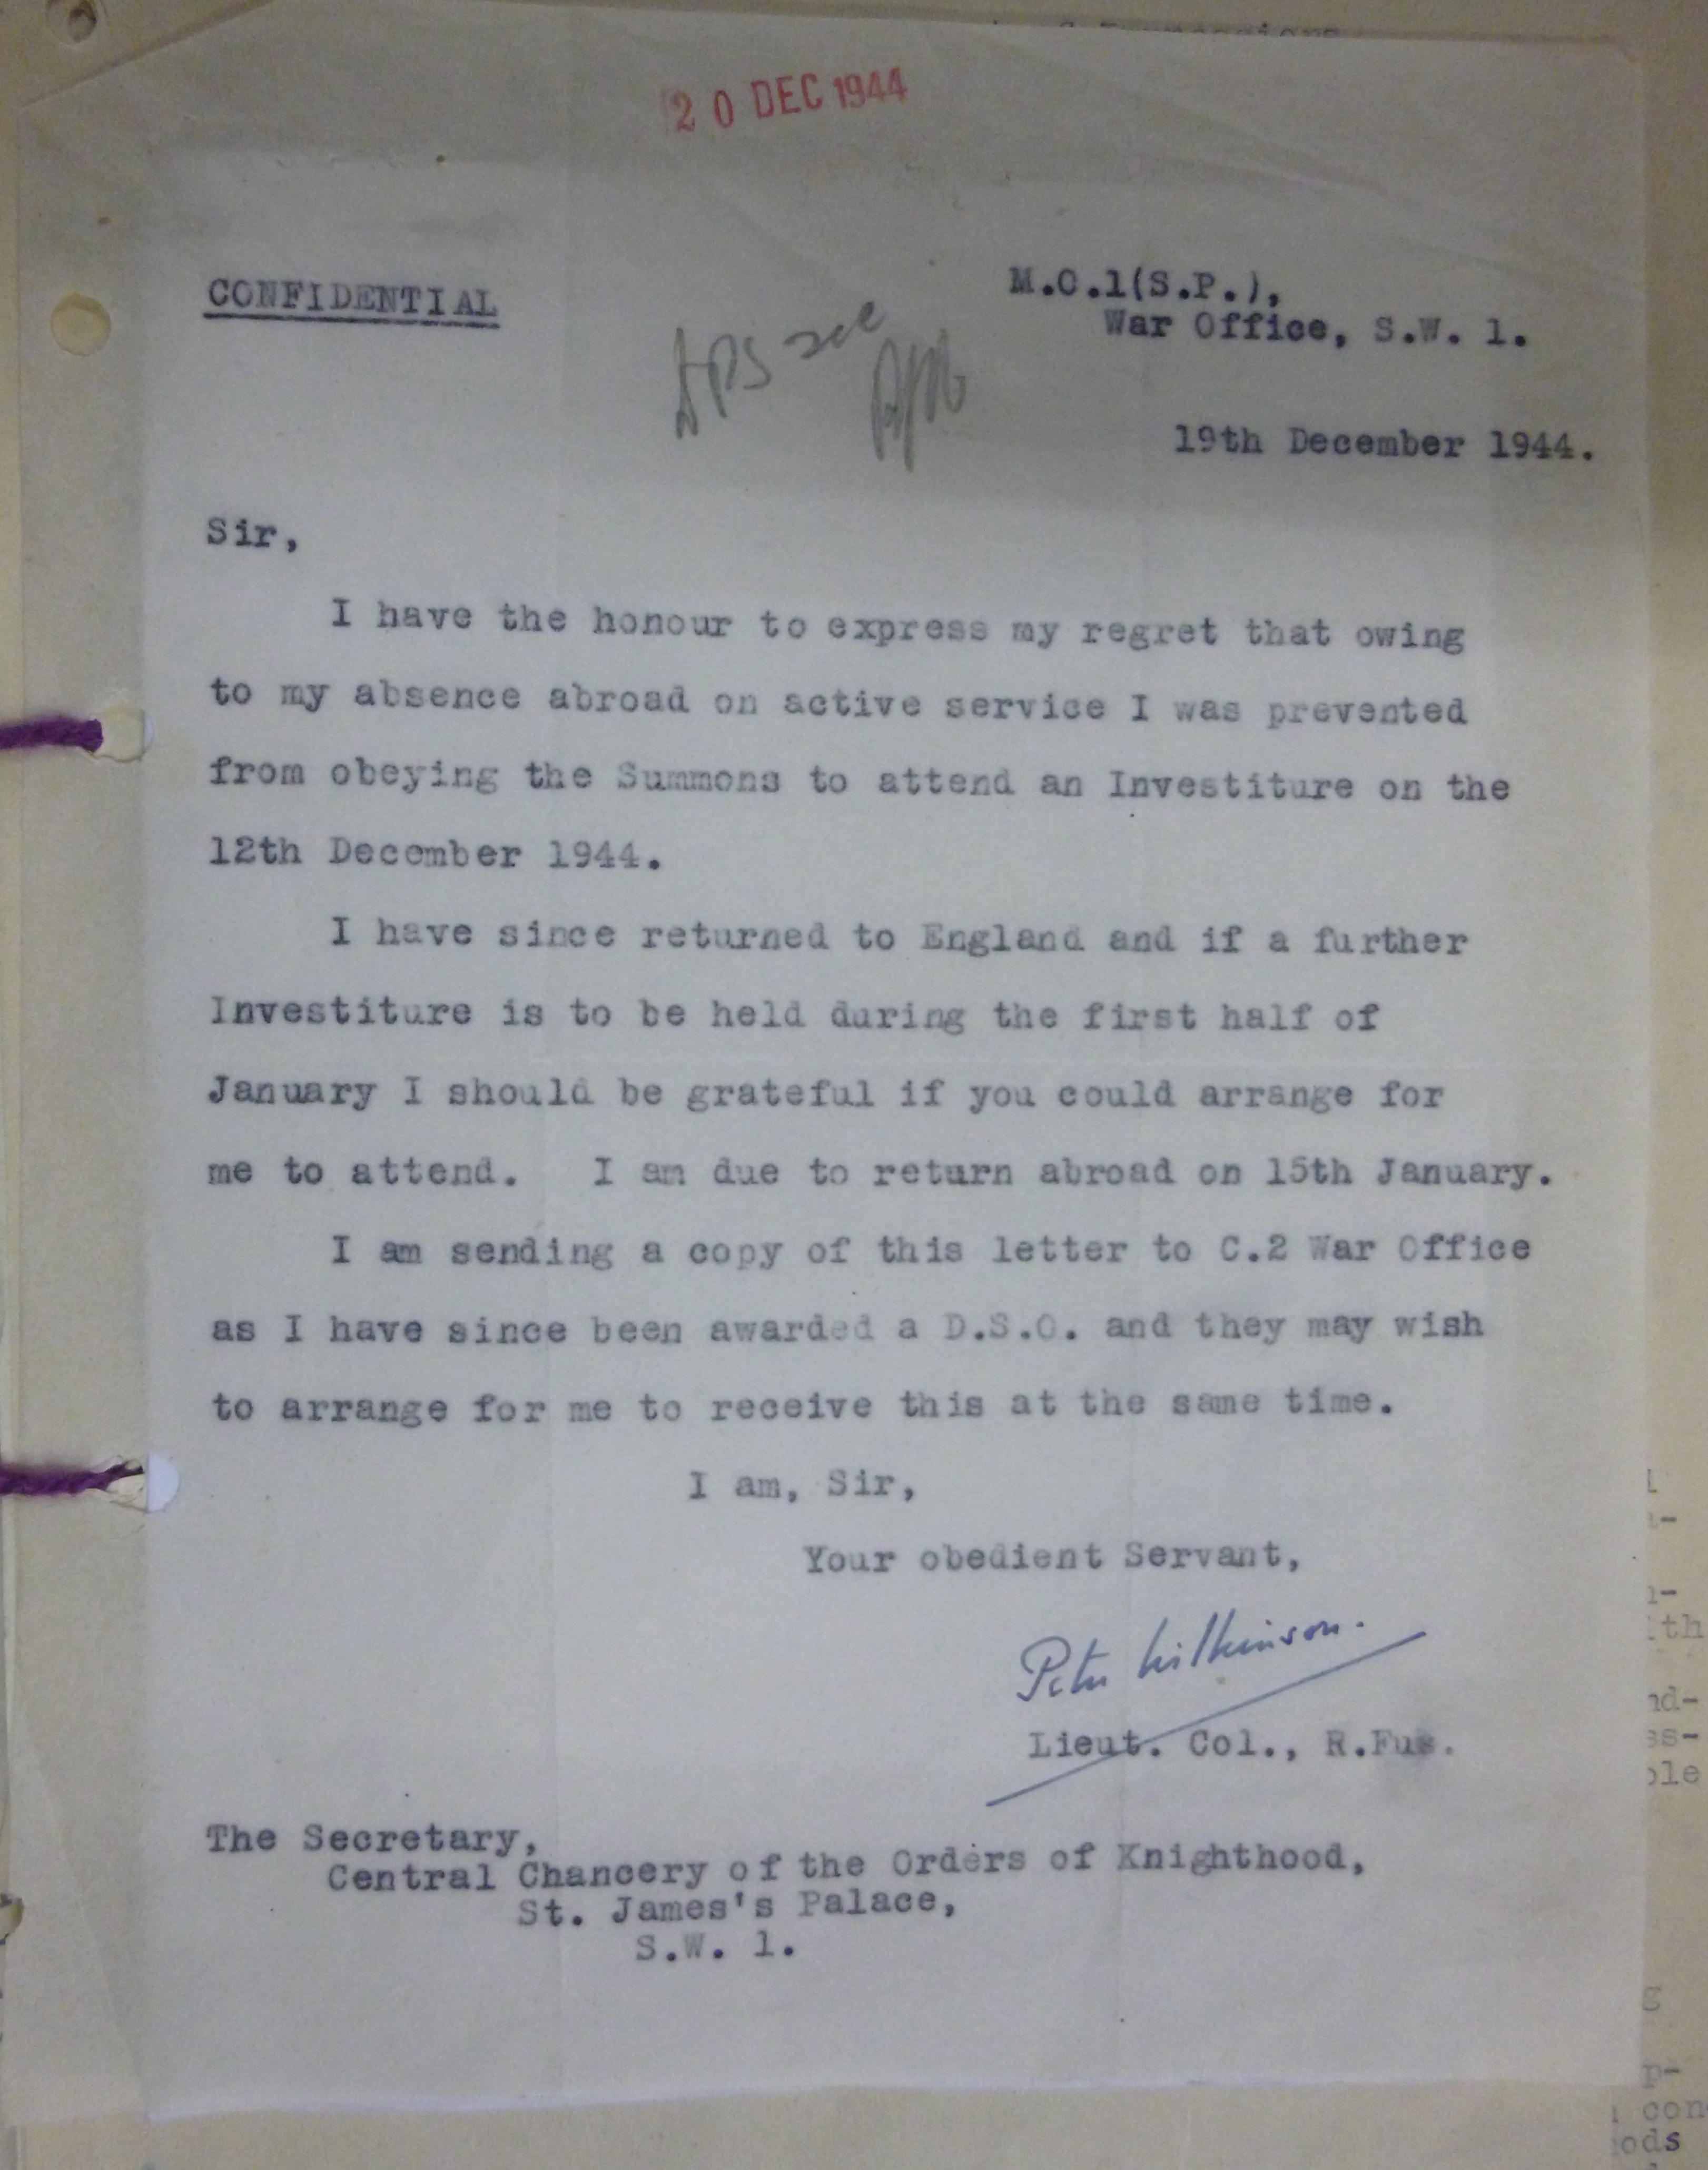 20 DEC 1944
CONFIDENTIAL
M.O.1(S.P.),
War Office, S.W. 1.
see
19th December 1944.
Sir,
I have the honour to express my regret that owing
to my absence abroad on active service I was prevented
from obeying the Summons to attend an Investiture on the
12th December 1944.
I have since returned to England and if a further
Investiture is to be held during the first half of
January I should be grateful if you could arrange for
me to attend. I am due to return abroad on 15th January.
I am sending a copy of this letter to C.2 War Office
as I have since been awarded a D.S.O. and they may wish
to arrange for me to receive this at the same time.
I am, Sir,
Your obedient Servant,
Peter Wilkinson.
Lieut. Col., R.Fus.
The Secretary,
Central Chancery of the Orders of Knighthood,
St. James's Palace,
S.W. 1.